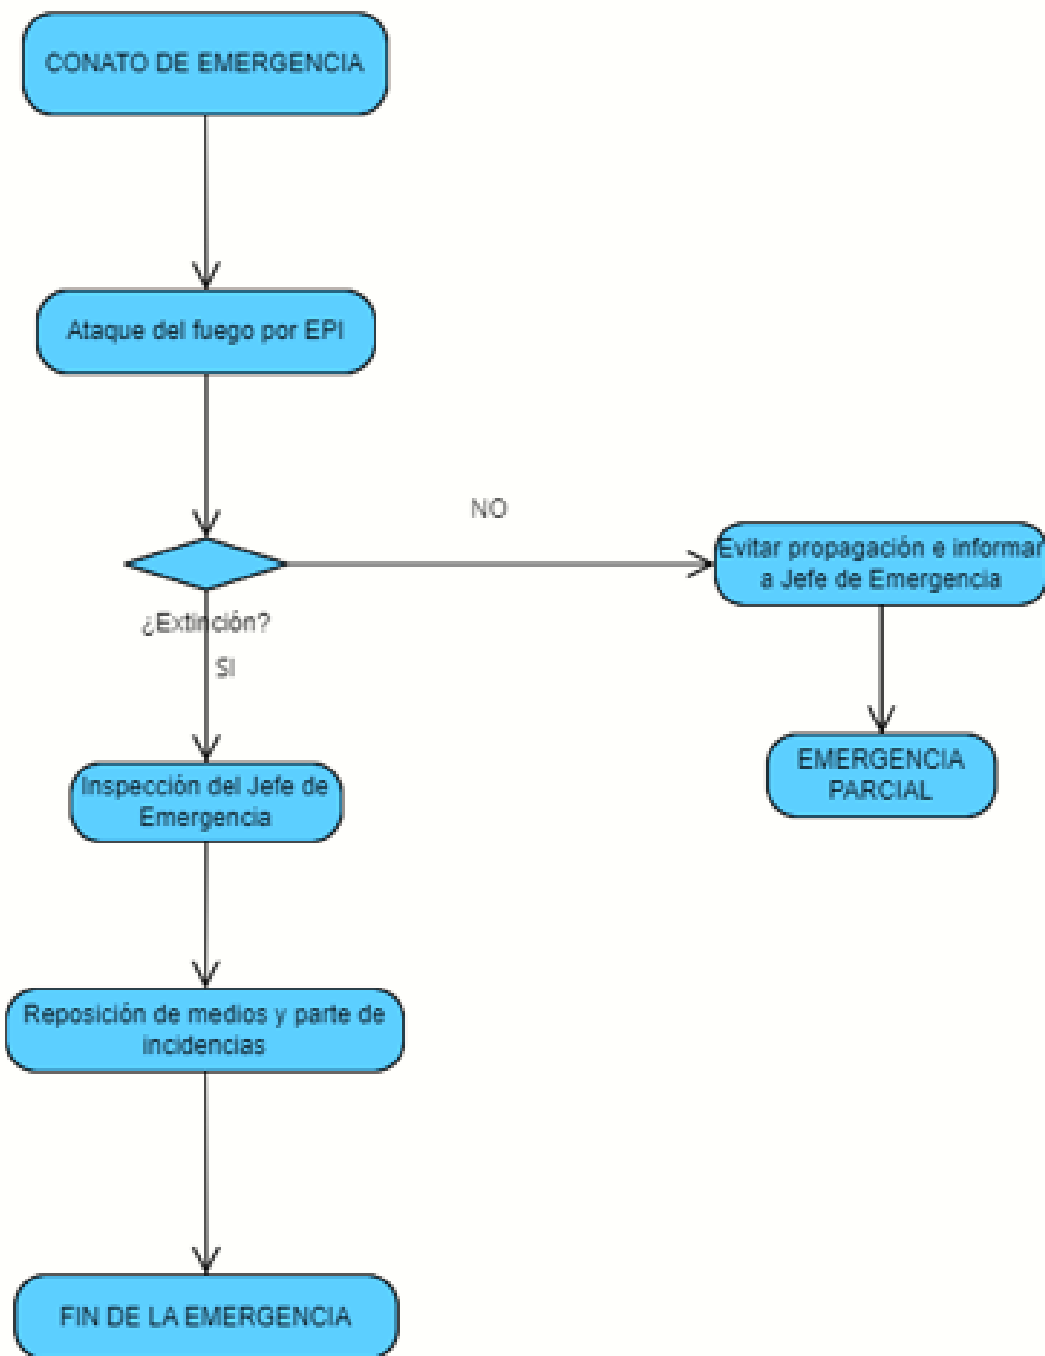 CONATO DE EMERGENCIA
Ataque del fuego por EPI
NO
Evitar propagación e informar
a Jefe de Emergencia
¿Extinción?
SI
EMERGENCIA
PARCIAL
Inspección del Jefe de
Emergencia
Reposición de medios y parte de
incidencias
FIN DE LA EMERGENCIA